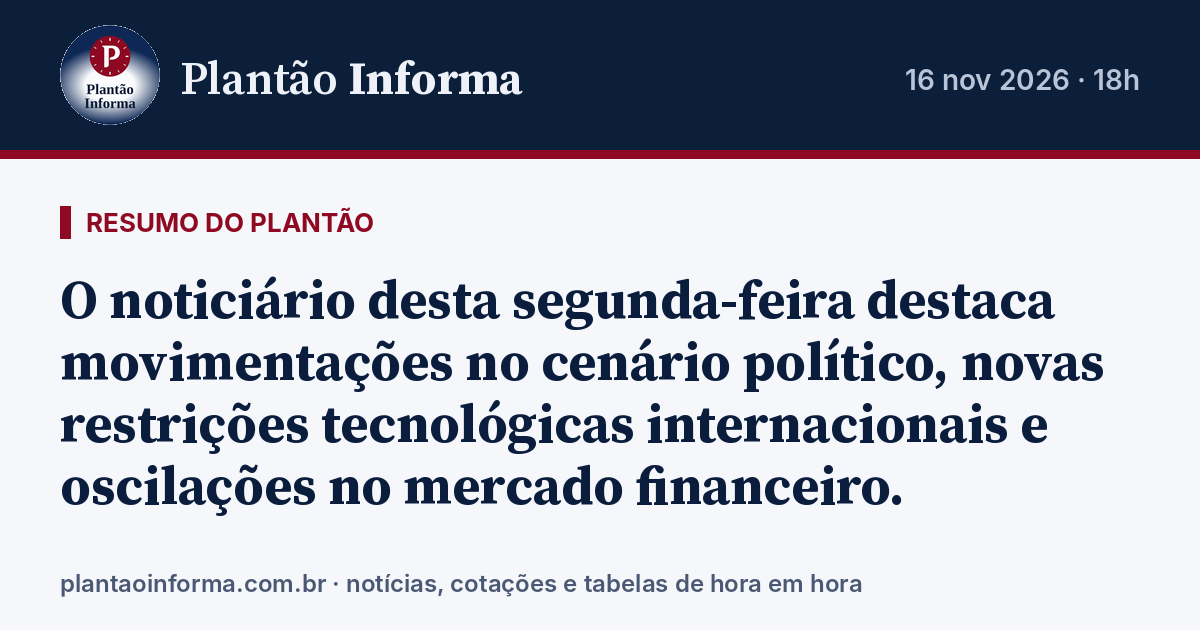 P
Plantão
Informa
Plantão Informa
16 nov 2026 · 18h
RESUMO DO PLANTÃO
O noticiário desta segunda-feira destaca
movimentações no cenário político, novas
restrições tecnológicas internacionais e
oscilações no mercado financeiro.
plantaoinforma.com.br · notícias, cotações e tabelas de hora em hora